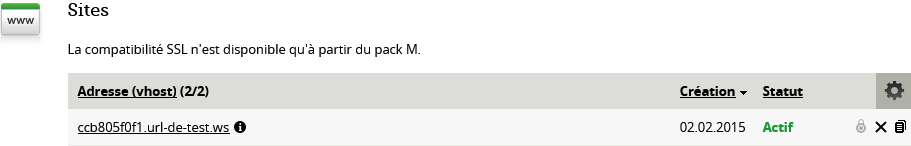 www
Sites
La compatibilité SSL n'est disponible qu'à partir du pack M.
Adresse (vhost) (2/2) Création Statut
ccb805f0f1.url-de-test.ws 02.02.2015 Actif